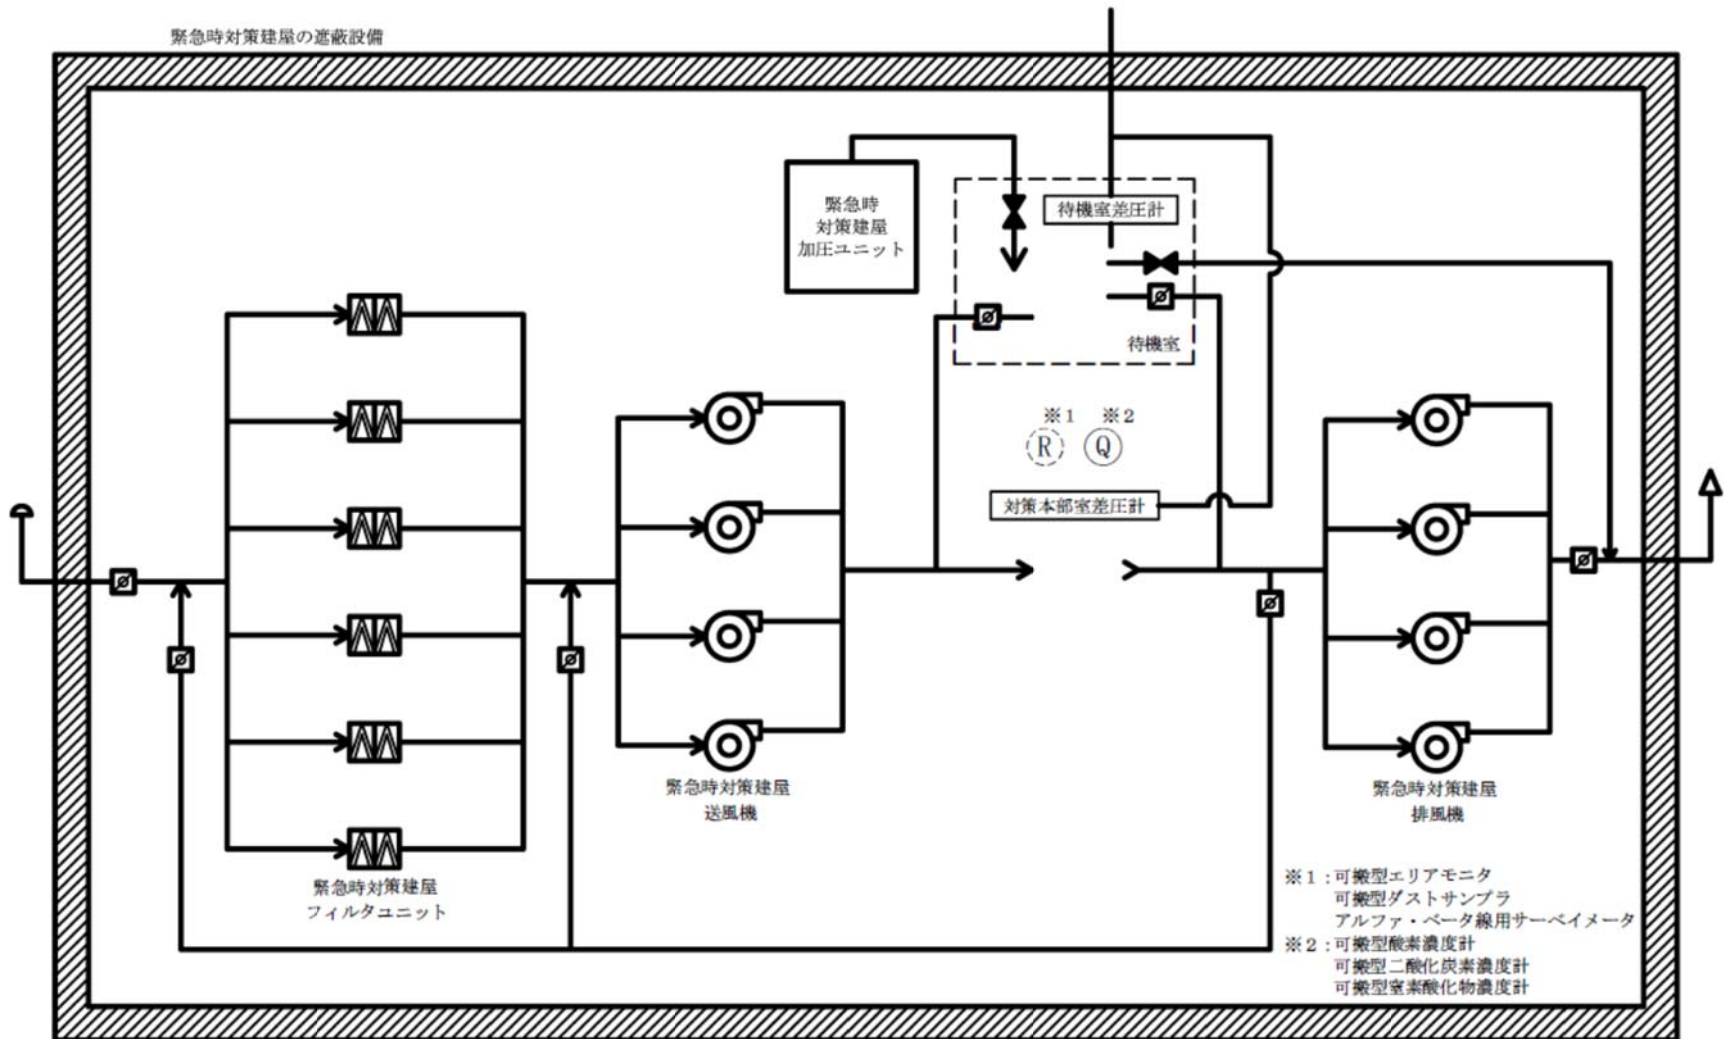 緊急時対策建屋の遮蔽設備
緊急時
対策建屋
加圧ユニット
待機室差圧計
待機室
※1 ※2
R Q
対策本部室差圧計
緊急時対策建屋
送風機
緊急時対策建屋
排風機
緊急時対策建屋
フィルタユニット
※1:可搬型エリアモニタ
可搬型ダストサンプラ
アルファ・ベータ線用サーベイメータ
※2:可搬型酸素濃度計
可搬型二酸化炭素濃度計
可搬型窒素酸化物濃度計